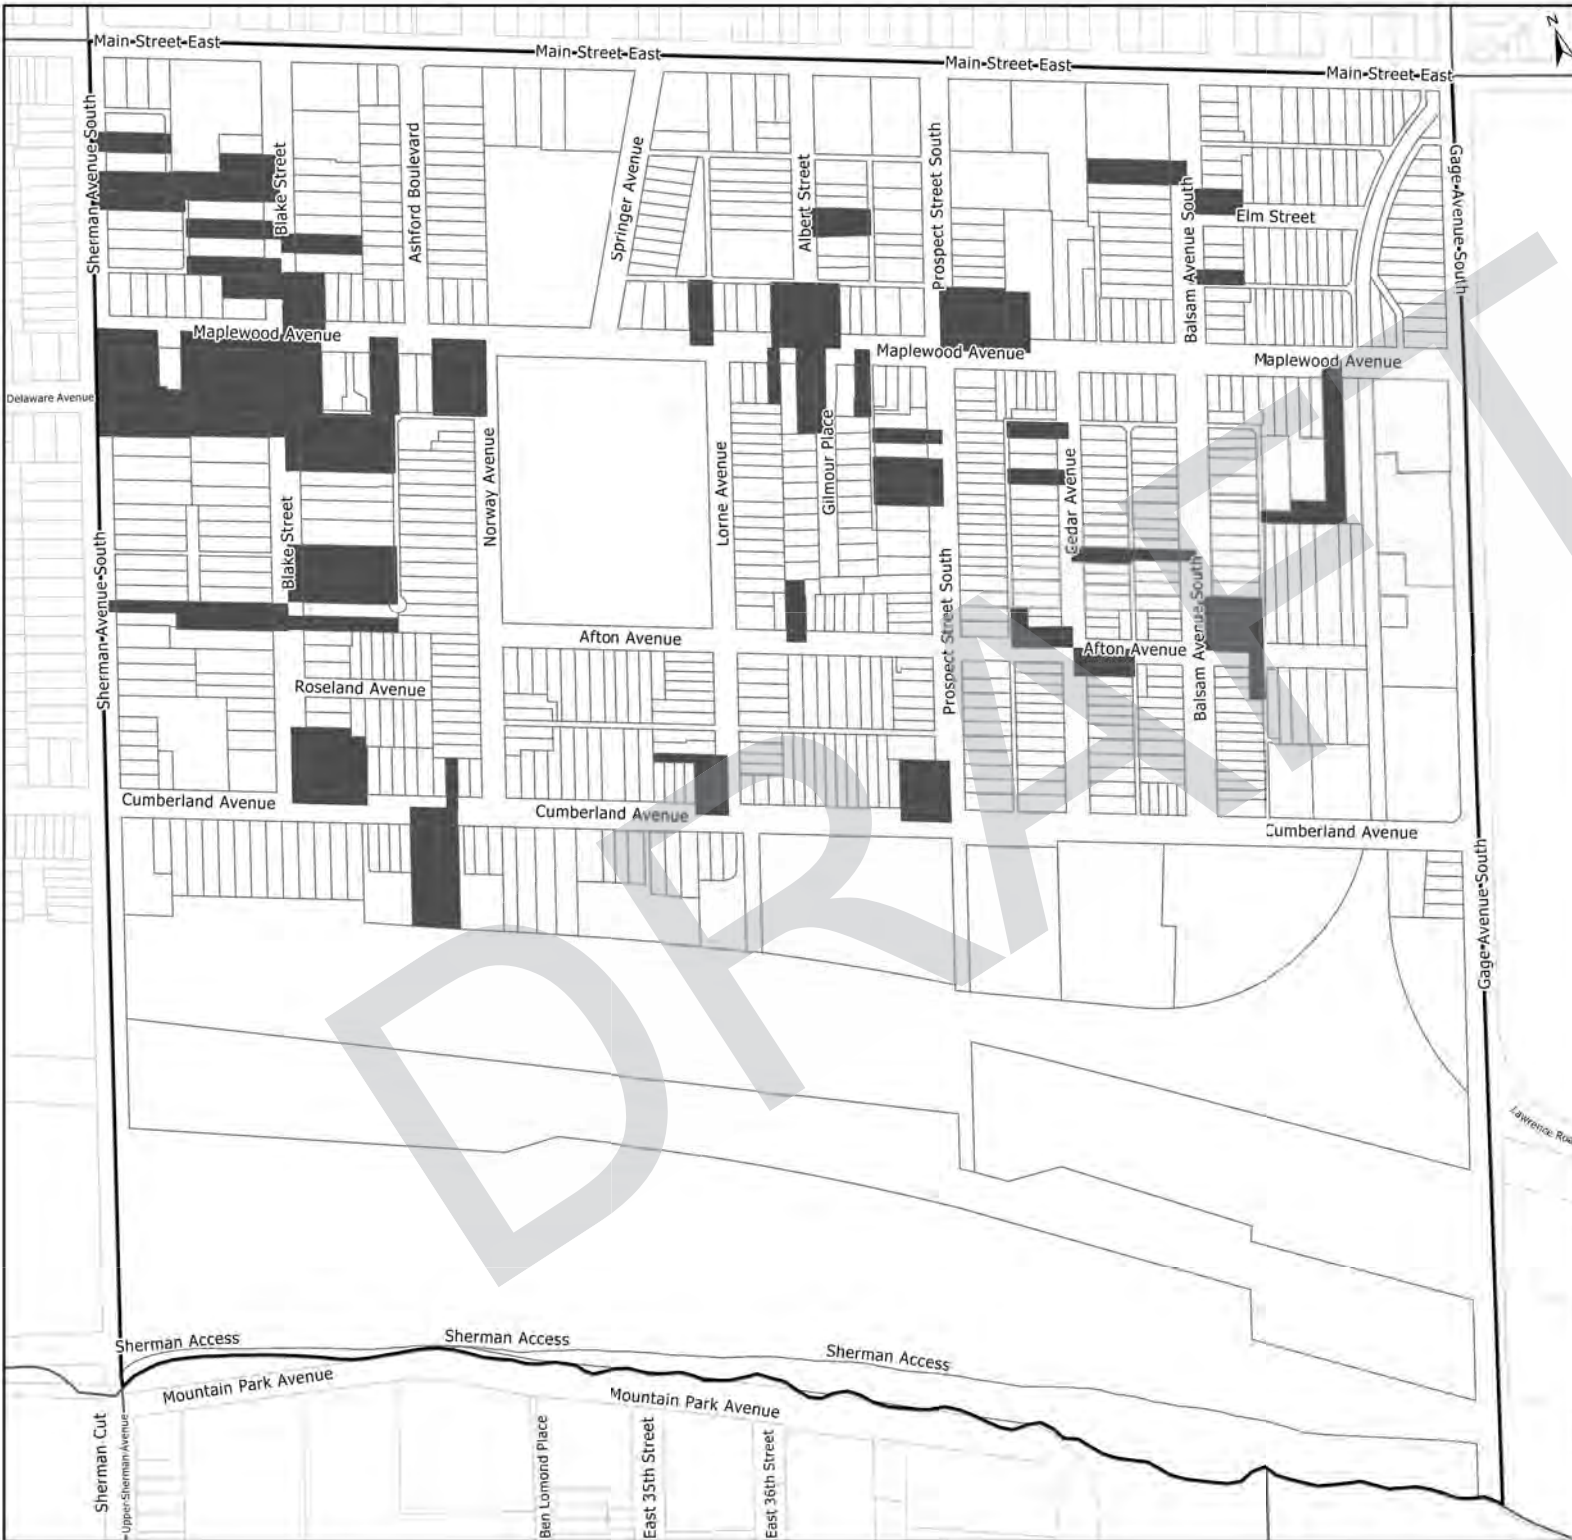 Main Street East
Main Street East
Main Street East
Main Street East
N
Sherman Avenue South
Blake Street
Ashford Boulevard
Springer Avenue
Albert Street
Prospect Street South
Balsam Avenue South
Elm Street
Gage Avenue South
Maplewood Avenue
Maplewood Avenue
Maplewood Avenue
Delaware Avenue
Sherman Avenue South
Blake Street
Norway Avenue
Lorne Avenue
Gilmour Place
Prospect Street South
Cedar Avenue
Balsam Avenue South
Afton Avenue
Afton Avenue
Roseland Avenue
Cumberland Avenue
Cumberland Avenue
Cumberland Avenue
Gage Avenue South
DRAFT
Sherman Access
Sherman Access
Sherman Access
Mountain Park Avenue
Mountain Park Avenue
Sherman Cut
Upper Sherman Avenue
Ben Lomond Place
East 35th Street
East 36th Street